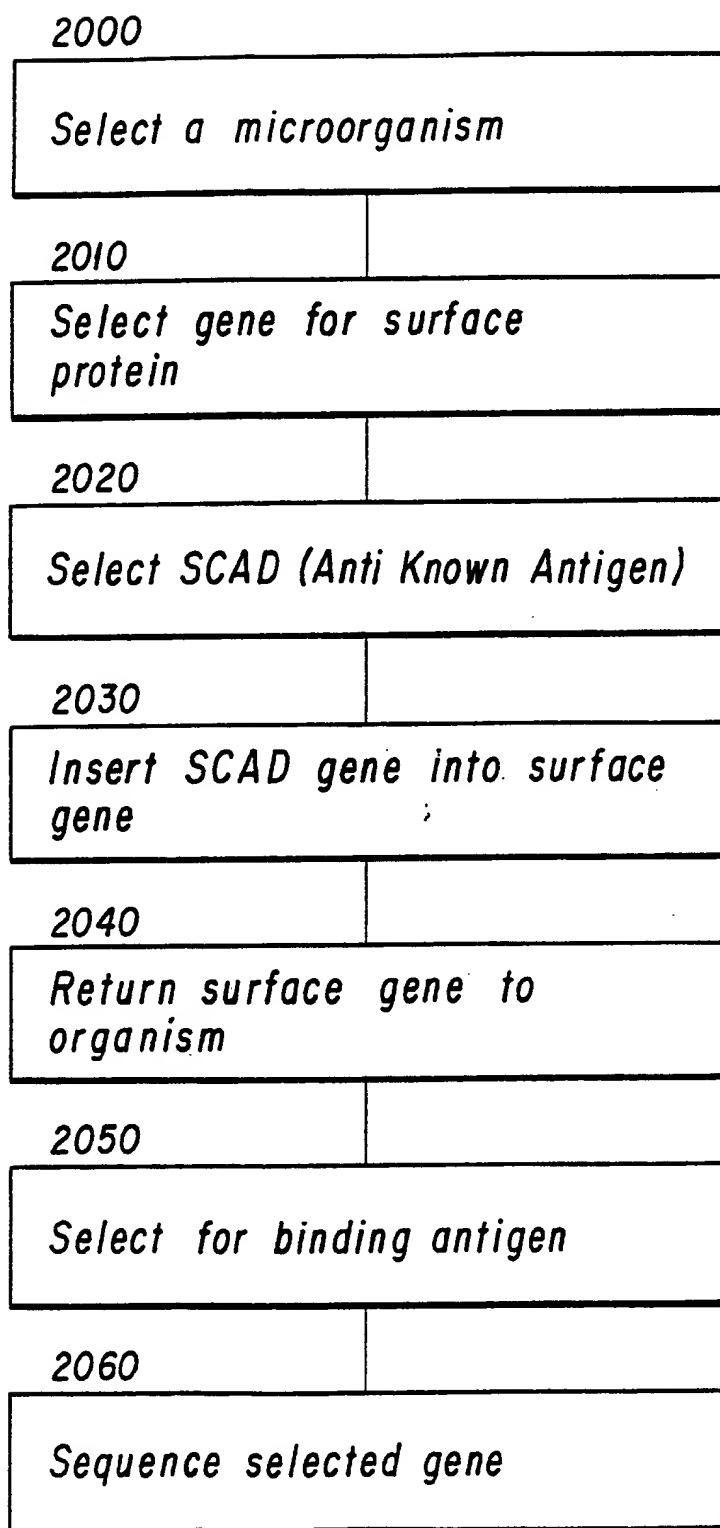 2000
Select a microorganism
2010
Select gene for surface
protein
2020
Select SCAD (Anti Known Antigen)
2030
Insert SCAD gene into surface
gene
2040
Return surface gene to
organism
2050
Select for binding antigen
2060
Sequence selected gene